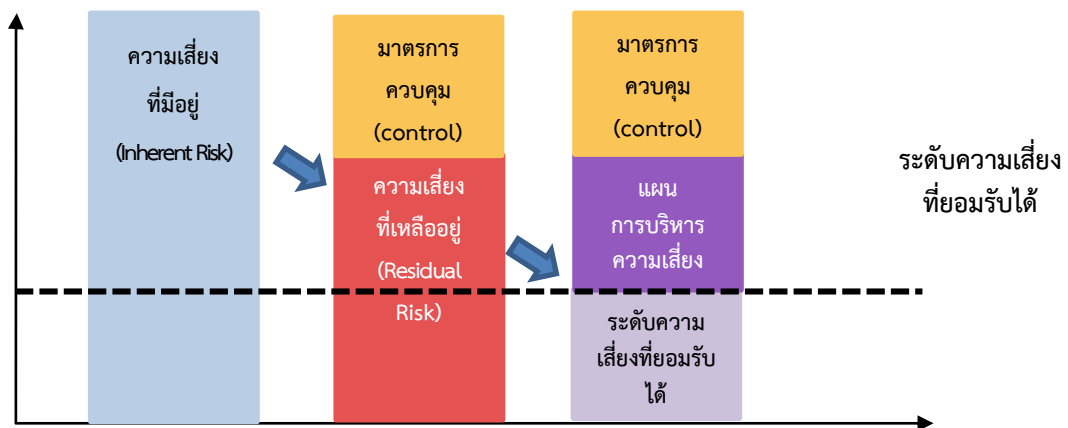 ความเสี่ยง
ที่มีอยู่
(Inherent Risk)
มาตรการ
ควบคุม
(control)
ความเสี่ยง
ที่เหลืออยู่
(Residual
Risk)
มาตรการ
ควบคุม
(control)
แผน
การบริหาร
ความเสี่ยง
ระดับความ
เสี่ยงที่ยอมรับ
ได้
ระดับความเสี่ยง
ที่ยอมรับได้